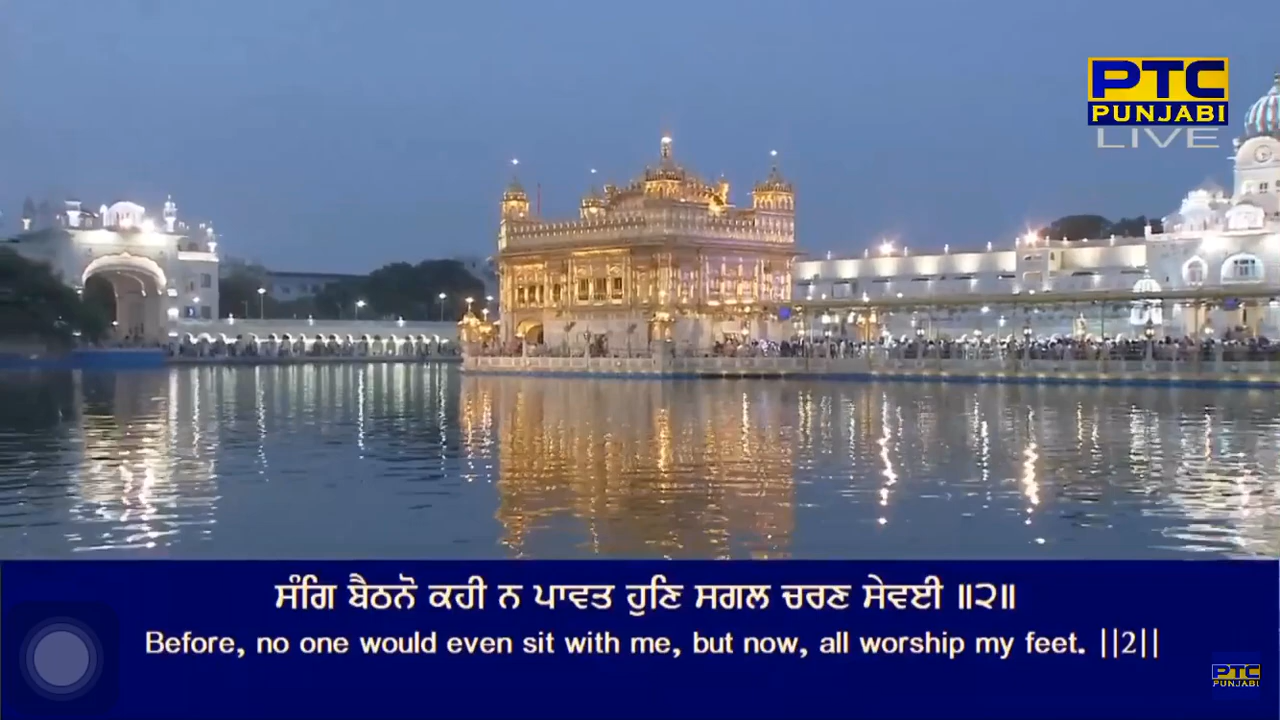 PTC
PUNJABI
LIVE
ਸੰਗਿ ਬੈਠਨੋ ਕਹੀ ਨ ਪਾਵਤ ਹੁਣਿ ਸਗਲ ਚਰਣ ਸੇਵਈ ॥੨॥
Before, no one would even sit with me, but now, all worship my feet. ||2||
PTC
PUNJABI